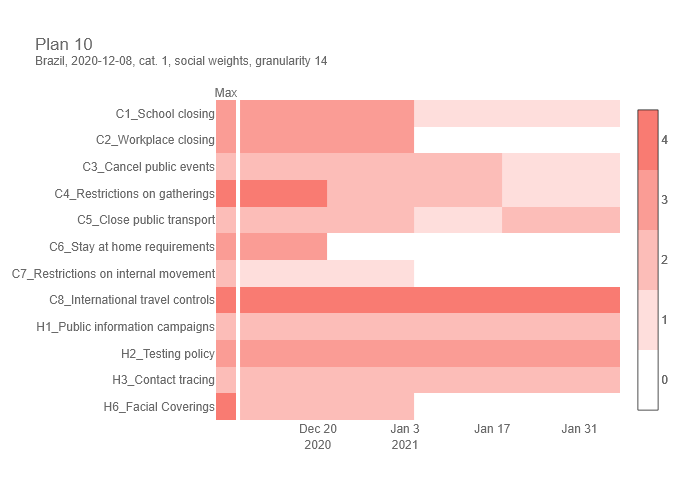 Plan 10
Brazil, 2020-12-08, cat. 1, social weights, granularity 14
Max
C1_School closing
C2_Workplace closing
C3_Cancel public events
C4_Restrictions on gatherings
C5_Close public transport
C6_Stay at home requirements
C7_Restrictions on internal movement
C8_International travel controls
H1_Public information campaigns
H2_Testing policy
H3_Contact tracing
H6_Facial Coverings
Dec 20 Jan 3 Jan 17 Jan 31
2020 2021
4
3
2
1
0